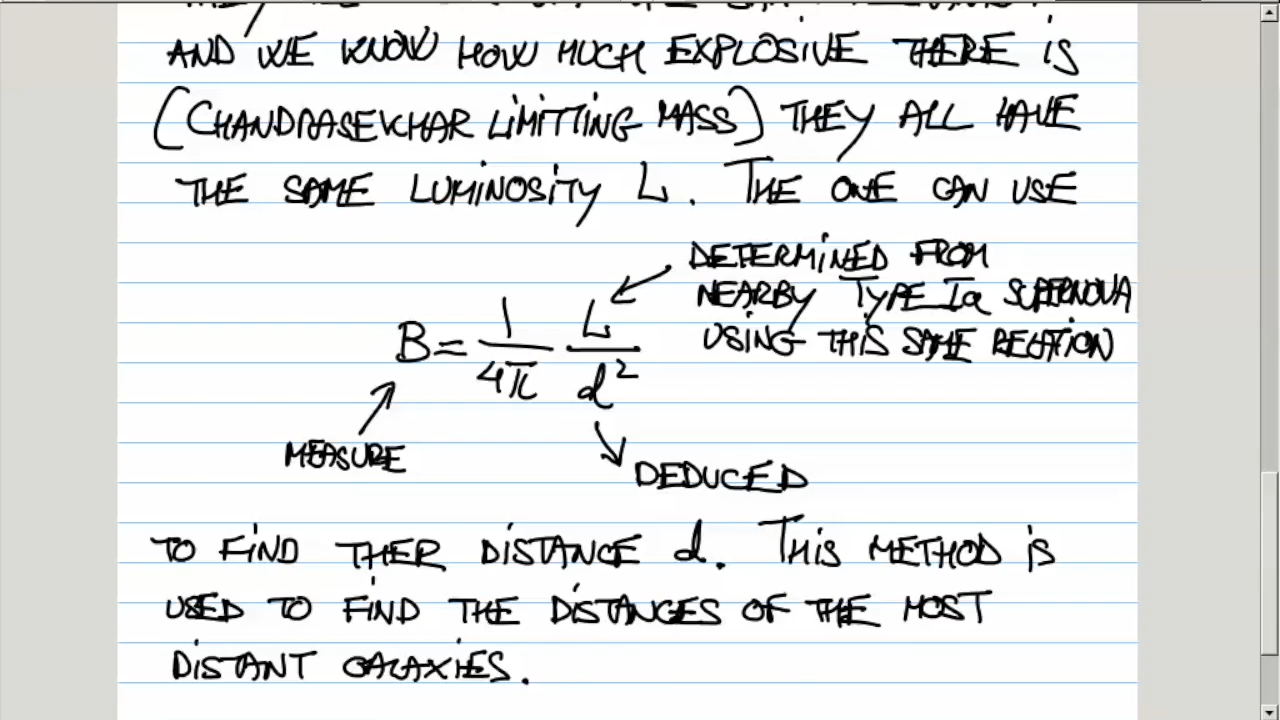 AND WE KNOW HOW MUCH EXPLOSIVE THERE IS
(CHANDRASEKHAR LIMITTING MASS) THEY ALL HAVE
THE SAME LUMINOSITY L. THE ONE CAN USE
DETERMINED FROM
NEARBY TYPE Ia SUPERNOVA
USING THIS SAME RELATION
B = 1/4π L/d²
MEASURE
DEDUCED
TO FIND THER DISTANCE d. THIS METHOD IS
USED TO FIND THE DISTANCES OF THE MOST
DISTANT GALAXIES.